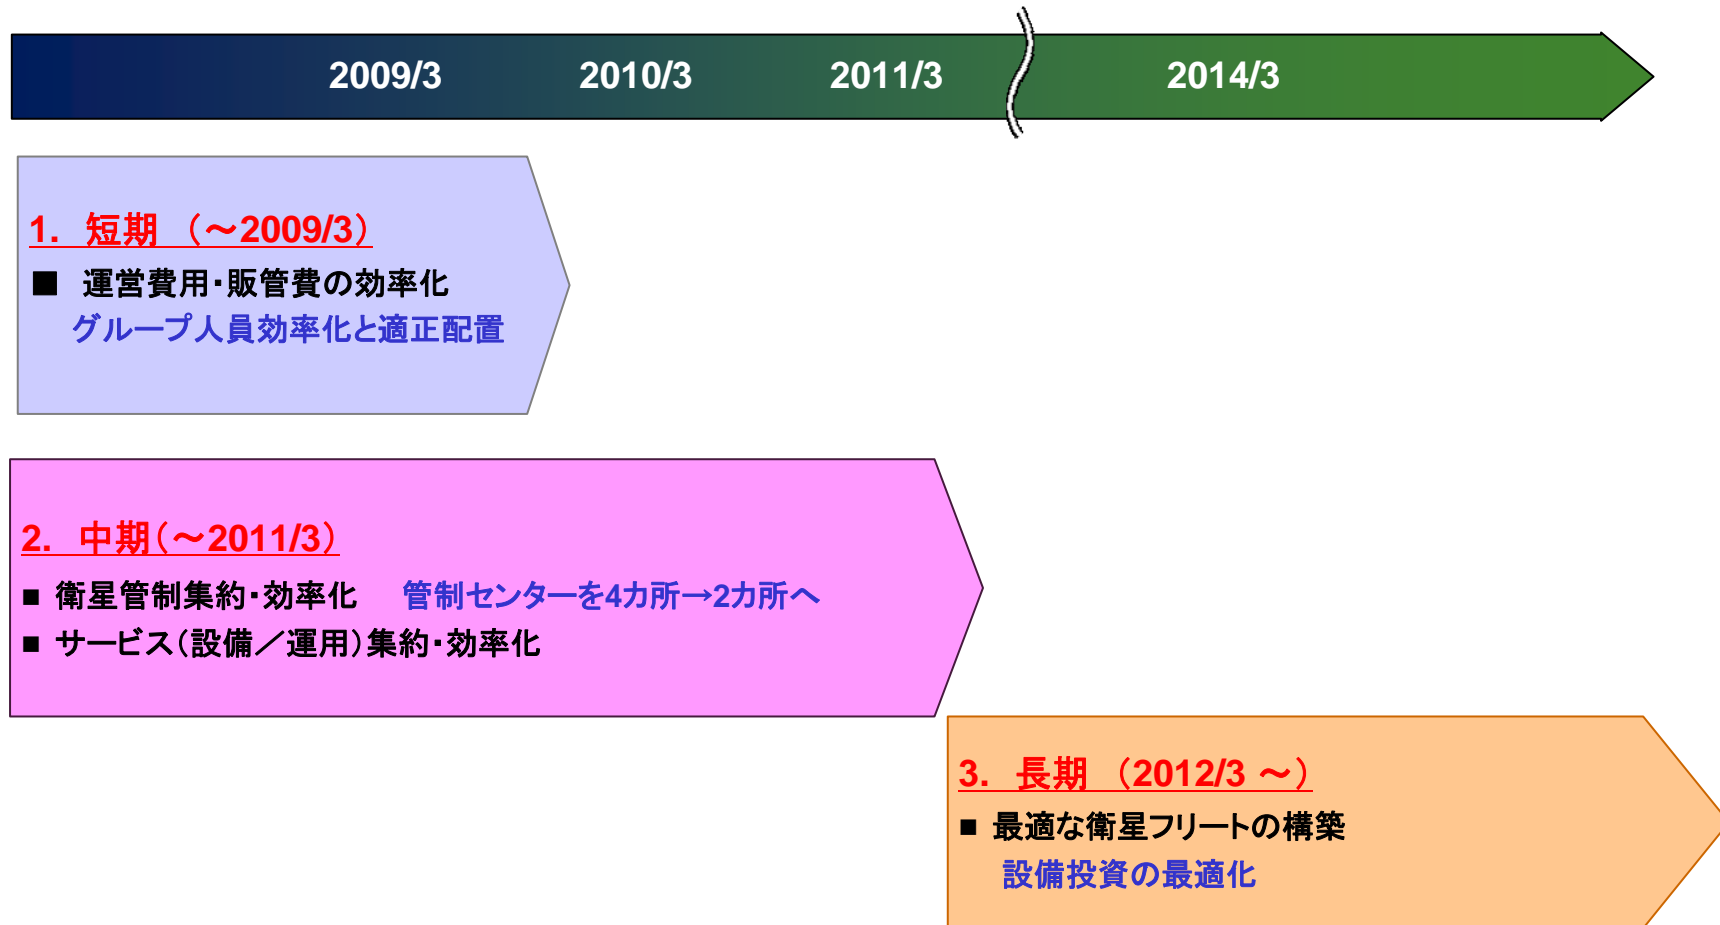 2009/3 2010/3 2011/3 2014/3
1. 短期 （～2009/3）
■ 運営費用・販管費の効率化
グループ人員効率化と適正配置
2. 中期（～2011/3）
■ 衛星管制集約・効率化 管制センターを4カ所→2カ所へ
■ サービス（設備／運用）集約・効率化
3. 長期 （2012/3 ～）
■ 最適な衛星フリートの構築
設備投資の最適化